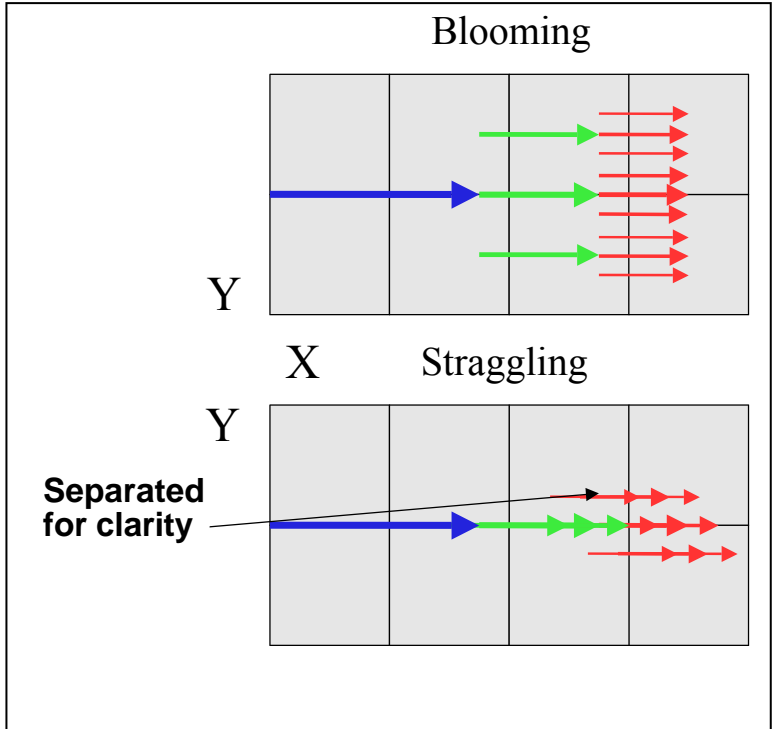 Blooming
Y
X
Straggling
Y
Separated
for clarity